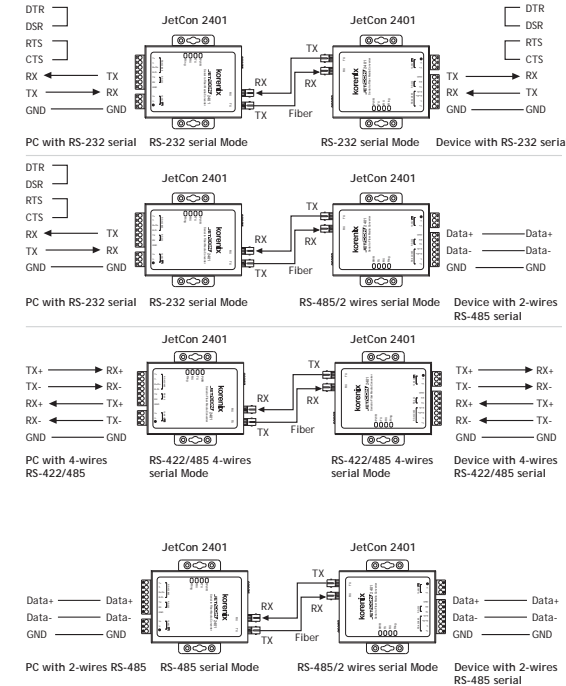 DTR DTR
JetCon 2401 JetCon 2401
DSR DSR
RTS TX RTS
CTS CTS
RX TX RX RX TX RX
TX RX korenix korenix RX TX
GND GND TX Fiber GND GND
PC with RS-232 serial RS-232 serial Mode RS-232 serial Mode Device with RS-232 seria
DTR
JetCon 2401 JetCon 2401
DSR
RTS TX
CTS
RX TX RX RX Data+ Data+
TX RX korenix korenix Data- Data-
GND GND TX Fiber GND GND
PC with RS-232 serial RS-232 serial Mode RS-485/2 wires serial Mode Device with 2-wires
RS-485 serial
JetCon 2401 JetCon 2401
TX+ RX+ TX TX+ RX+
TX- RX- TX- RX-
RX+ TX+ korenix RX RX korenix RX+ TX+
RX- TX- RX- TX-
GND GND TX Fiber GND GND
PC with 4-wires RS-422/485 4-wires RS-422/485 4-wires Device with 4-wires
RS-422/485 serial Mode serial Mode RS-422/485 serial
JetCon 2401 JetCon 2401
TX
Data+ Data+ korenix RX RX korenix Data+ Data+
Data- Data- Data- Data-
GND GND TX Fiber GND GND
PC with 2-wires RS-485 RS-485 serial Mode RS-485/2 wires serial Mode Device with 2-wires
RS-485 serial